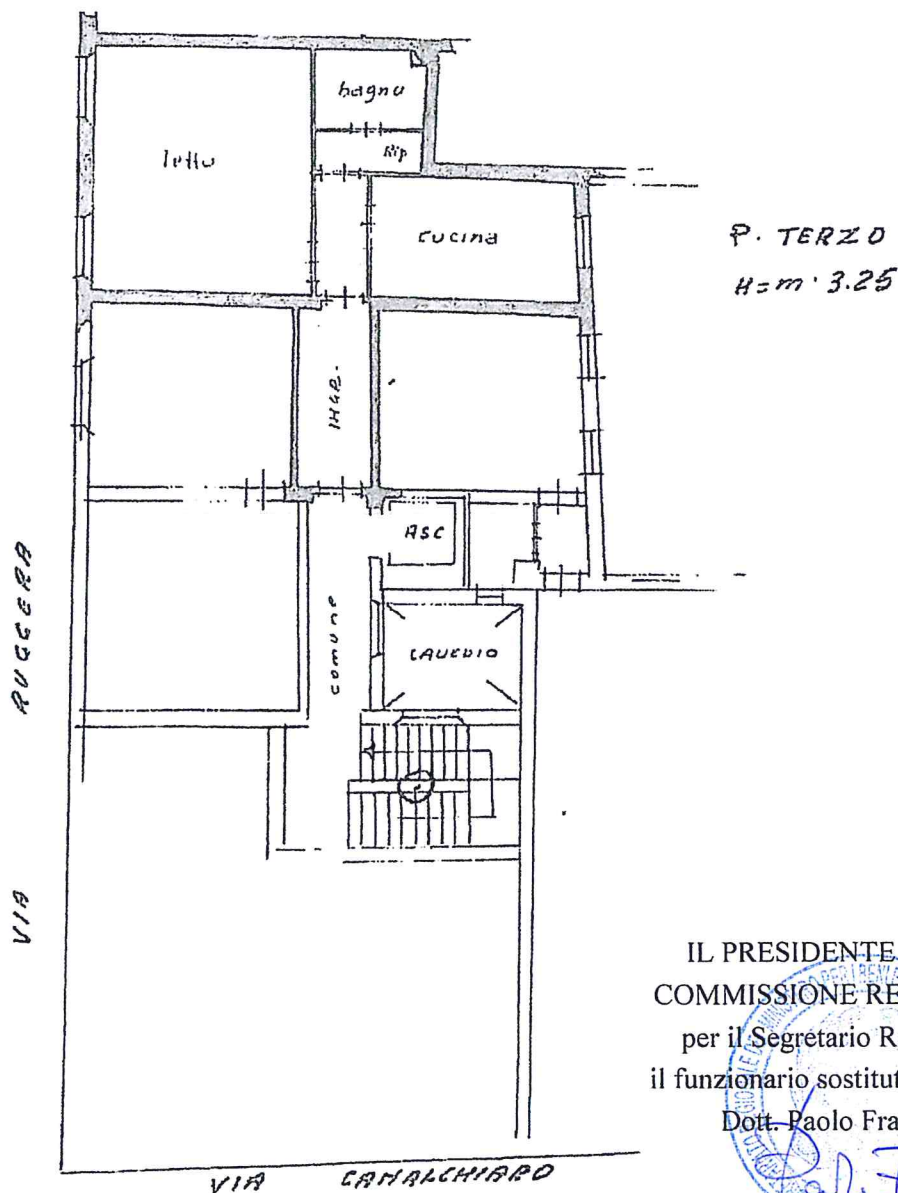 bagno
Rip
letto
cucina
P. TERZO
H=m. 3.25
INGR.
ASC
comune
CAVEDIO
VIA RUGGERA
VIA CANALCHIARO
IL PRESIDENTE
COMMISSIONE RE
per il Segretario R
il funzionario sostitut
Dott. Paolo Fra